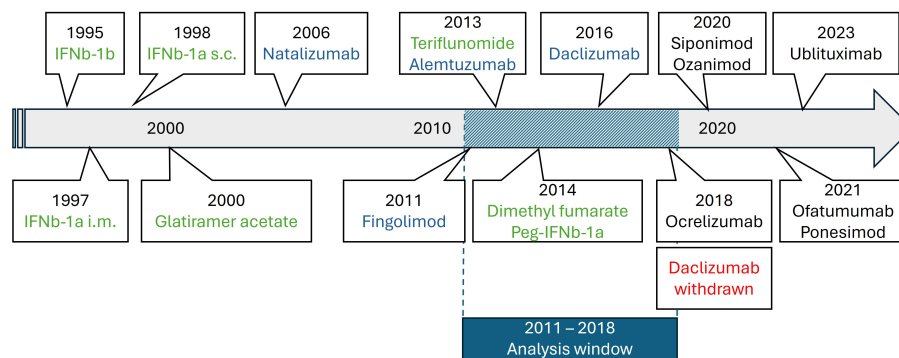 1995
IFNb-1b
1998
IFNb-1a s.c.
2006
Natalizumab
2013
Teriflunomide
Alemtuzumab
2016
Daclizumab
2020
Siponimod
Ozanimod
2023
Ublituximab
2000
2010
2020
1997
IFNb-1a i.m.
2000
Glatiramer acetate
2011
Fingolimod
2014
Dimethyl fumarate
Peg-IFNb-1a
2018
Ocrelizumab
2021
Ofatumumab
Ponesimod
Daclizumab
withdrawn
2011 – 2018
Analysis window